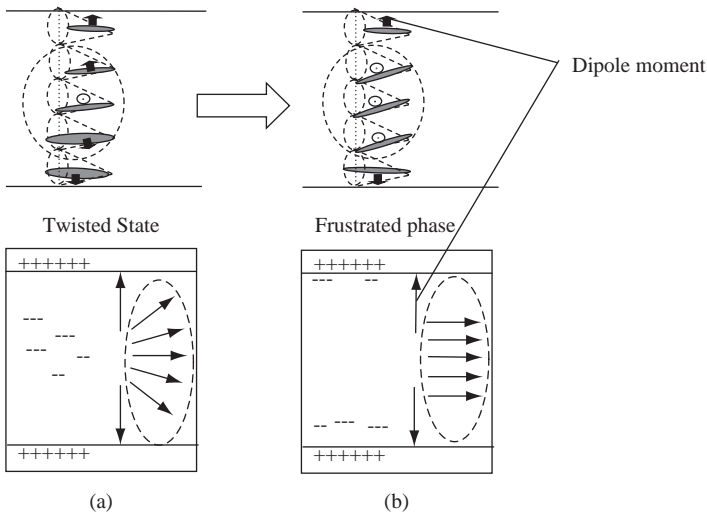 Dipole moment
Twisted State
Frustrated phase
++++++
++++++
--- --
---
---
---
--
--
--- 
-- ---
++++++
++++++
(a)
(b)